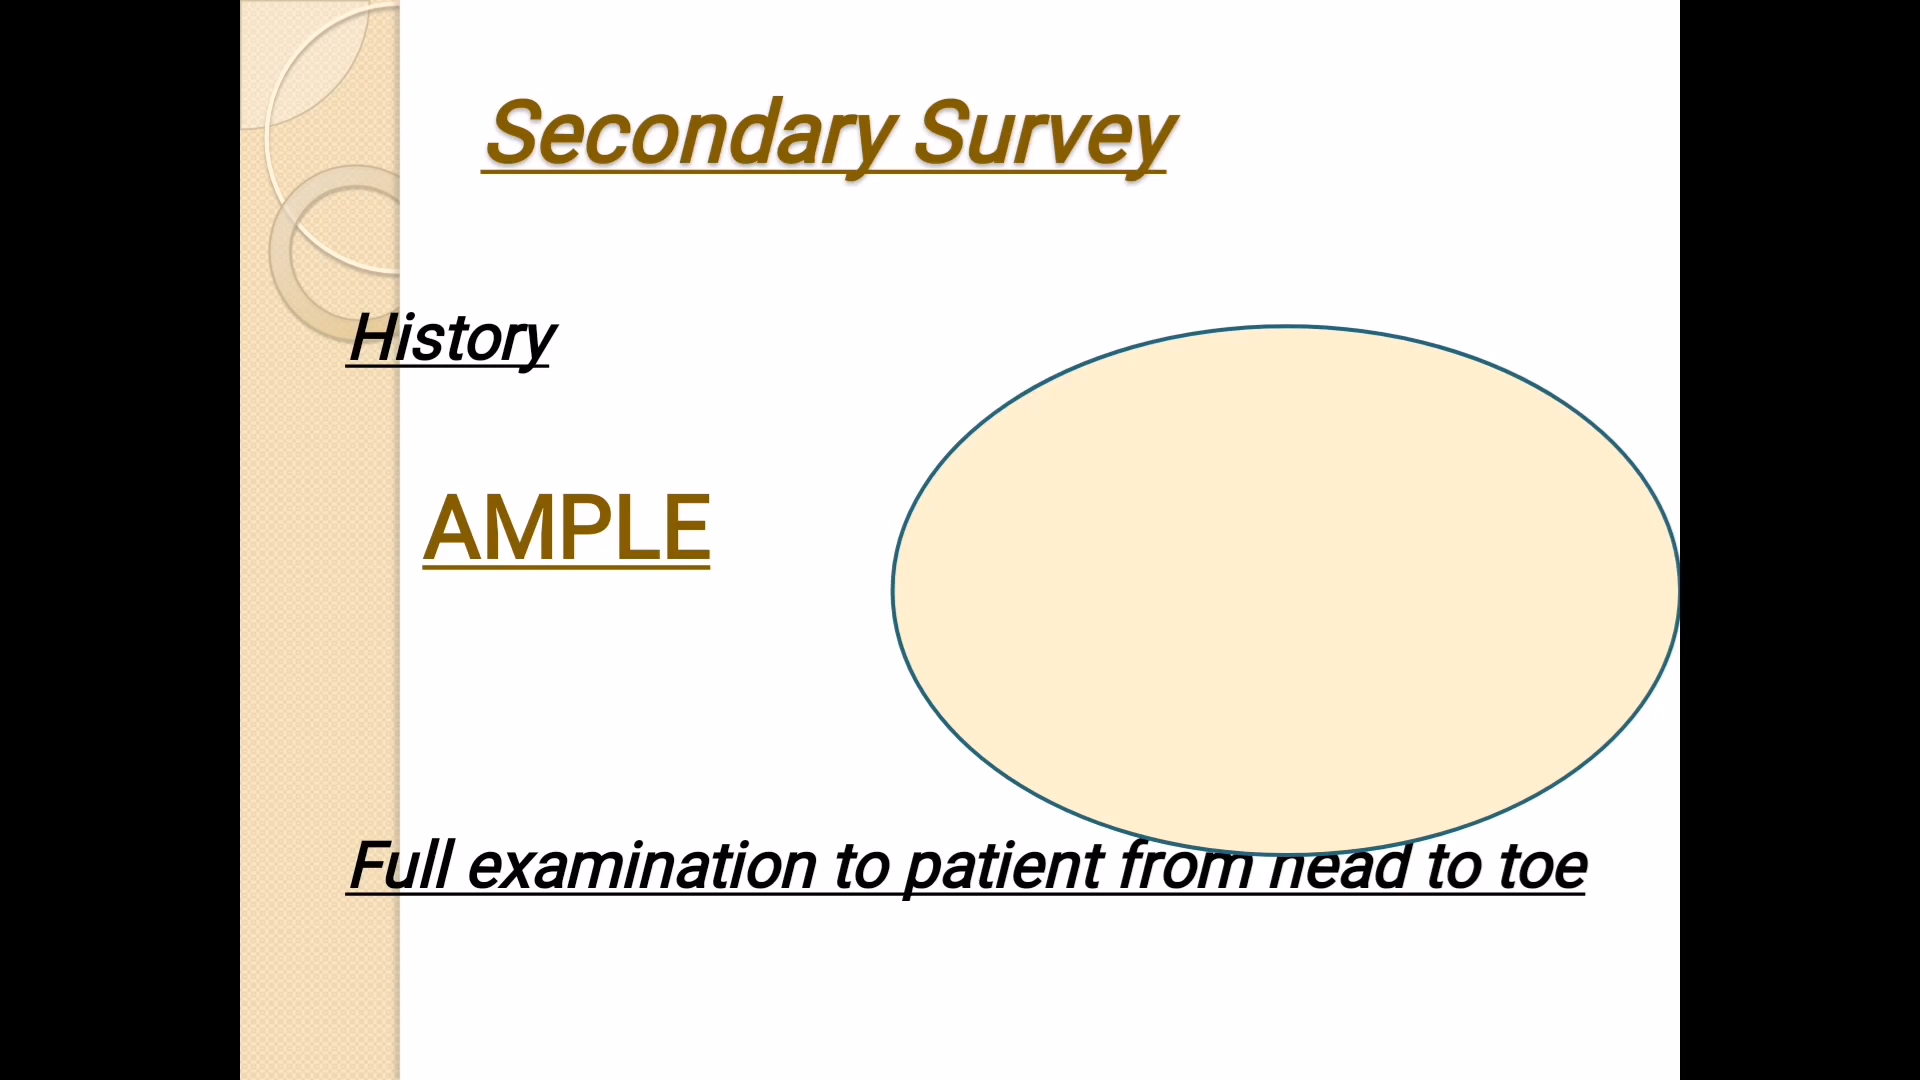 Secondary Survey
History
AMPLE
Full examination to patient from head to toe